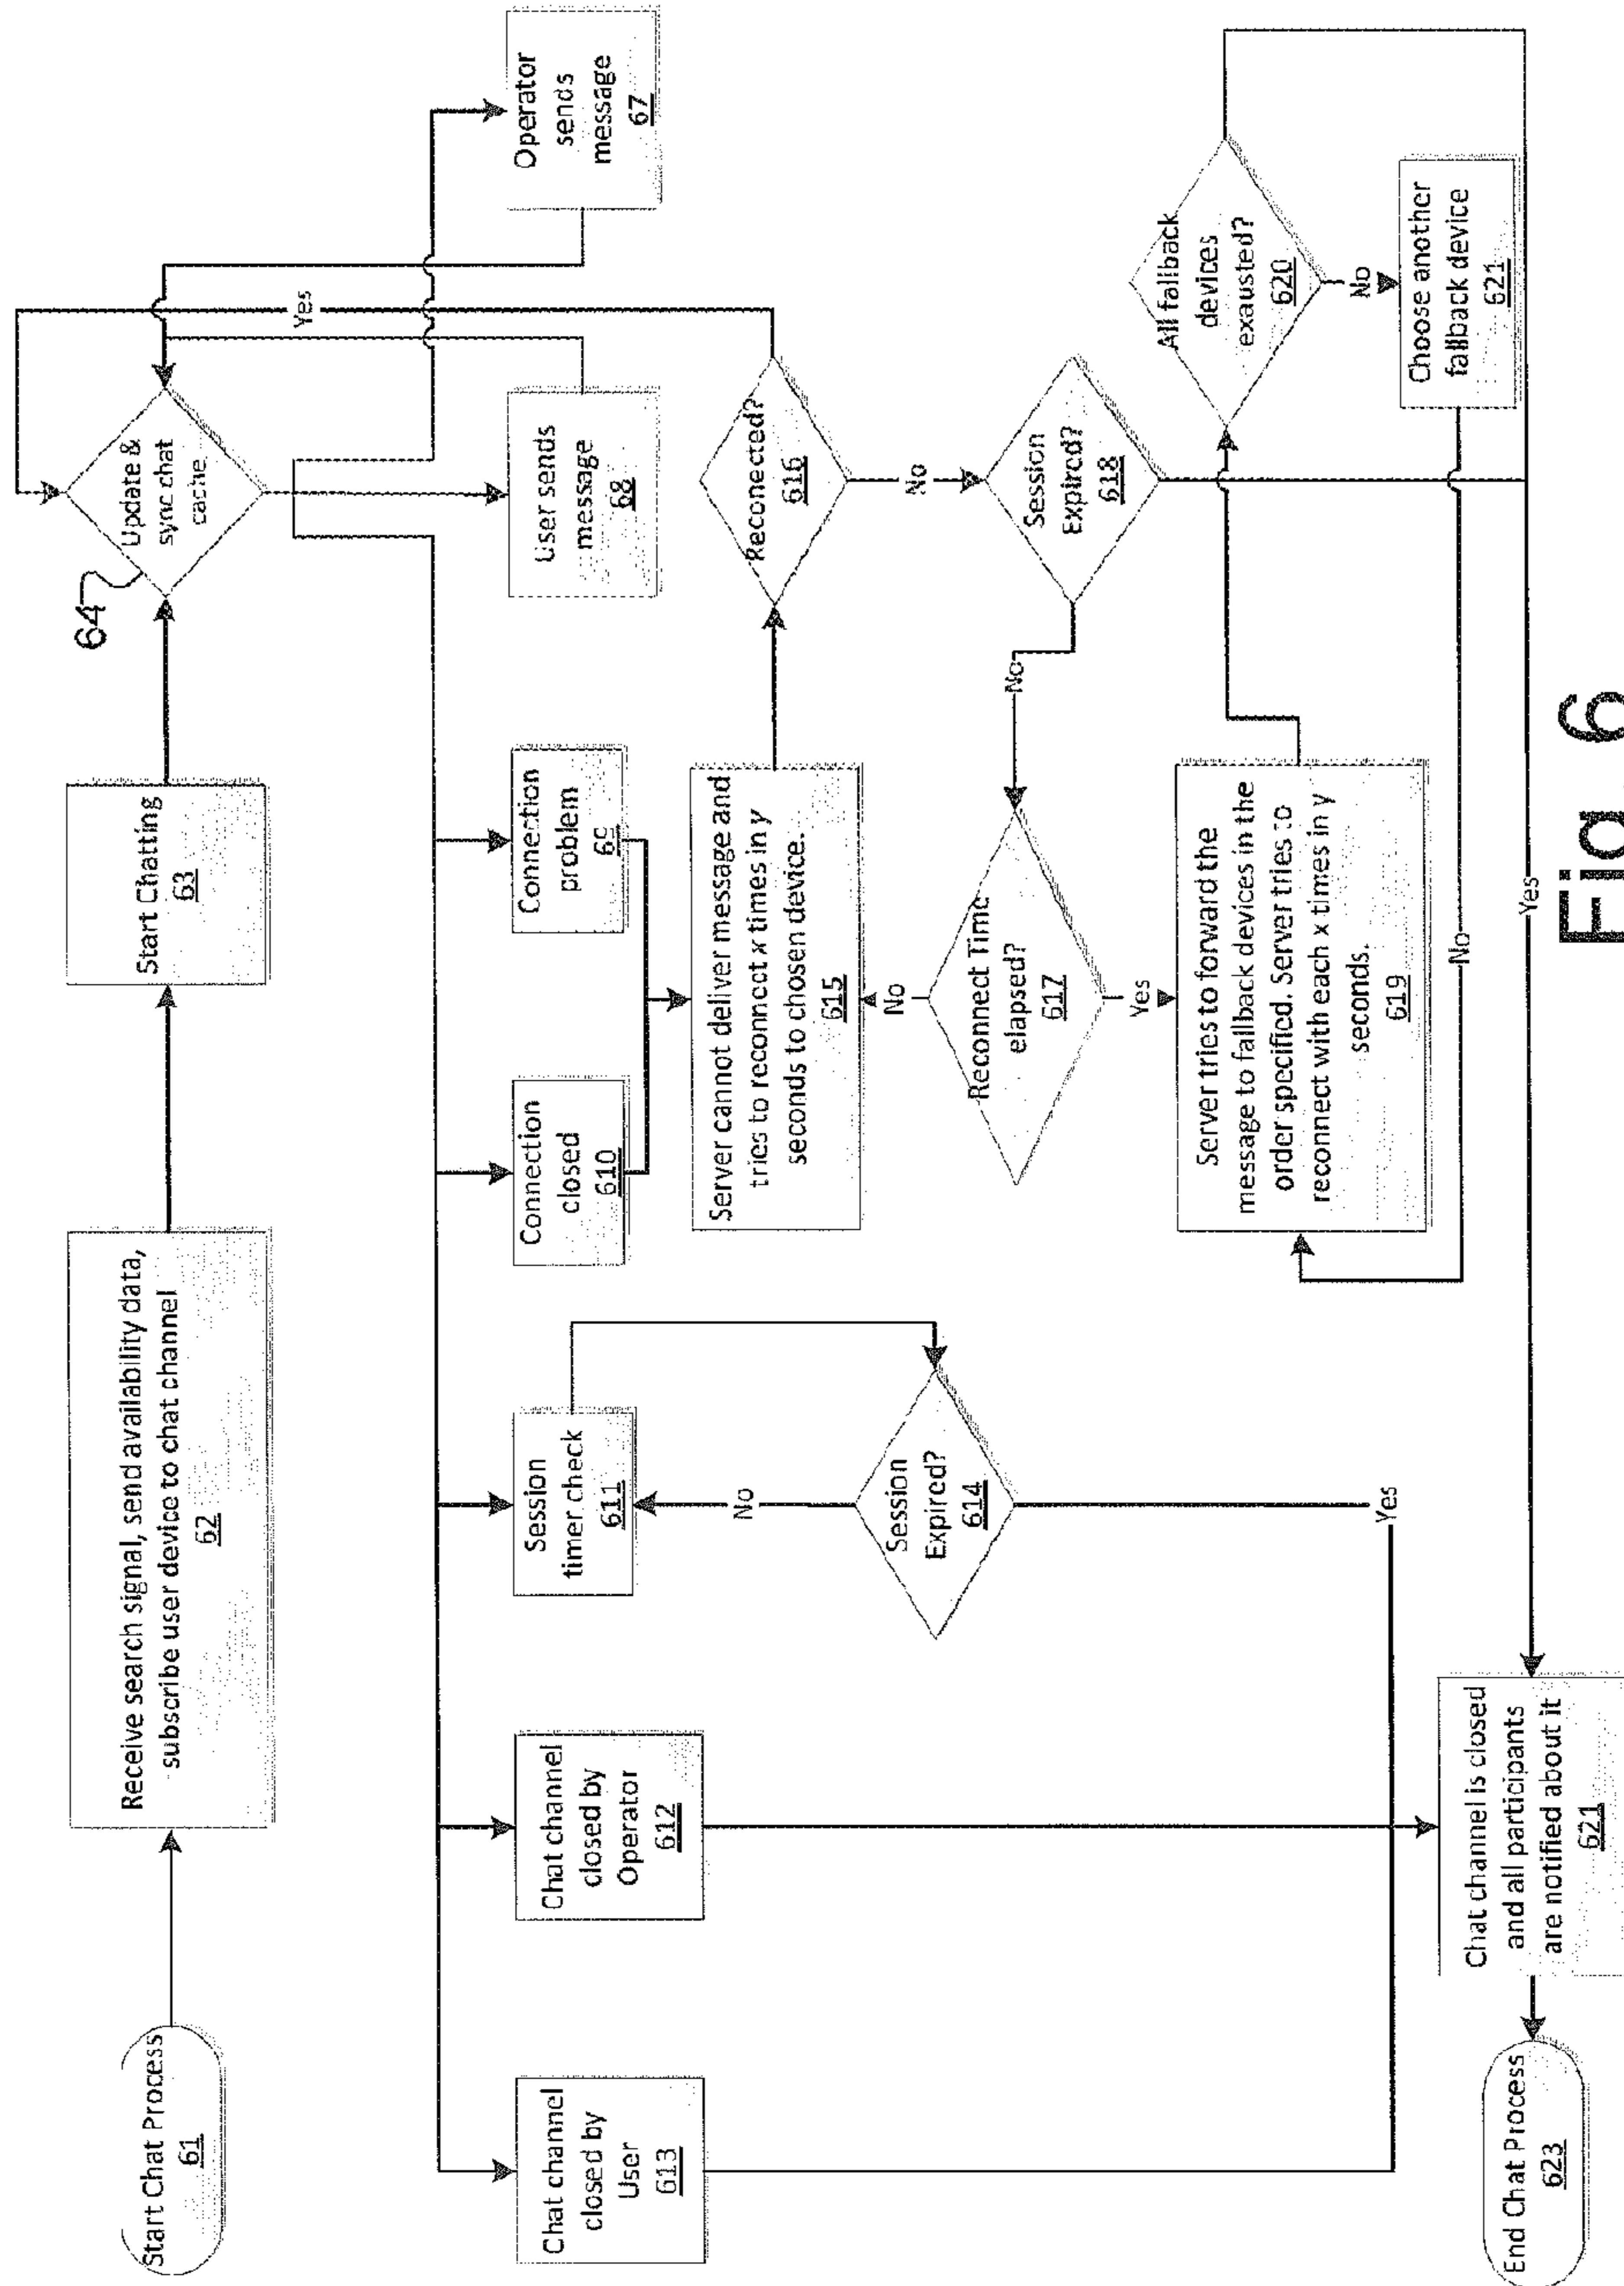 Start Chat Process
61
Receive search signal, send availability data,
subscribe user device to chat channel
62
Start Chatting
63
64
Update &
sync chat
cache
Chat channel
closed by
User
613
Chat channel
closed by
Operator
612
Session
timer check
611
Connection
closed
610
Connection
problem
69
User sends
message
68
Operator
sends
message
67
Yes
Server cannot deliver message and
tries to reconnect x times in y
seconds to chosen device.
615
Reconected?
616
No
Session
Expired?
614
No
Yes
Reconnect Time
elapsed?
617
No
Yes
No
Session
Expired?
618
Server tries to forward the
message to fallback devices in the
order specified. Server tries to
reconnect with each x times in y
seconds.
619
All fallback
devices
exausted?
620
No
Choose another
fallback device
621
No
Yes
Chat channel is closed
and all participants
are notified about it
621
End Chat Process
623
Fig. 6